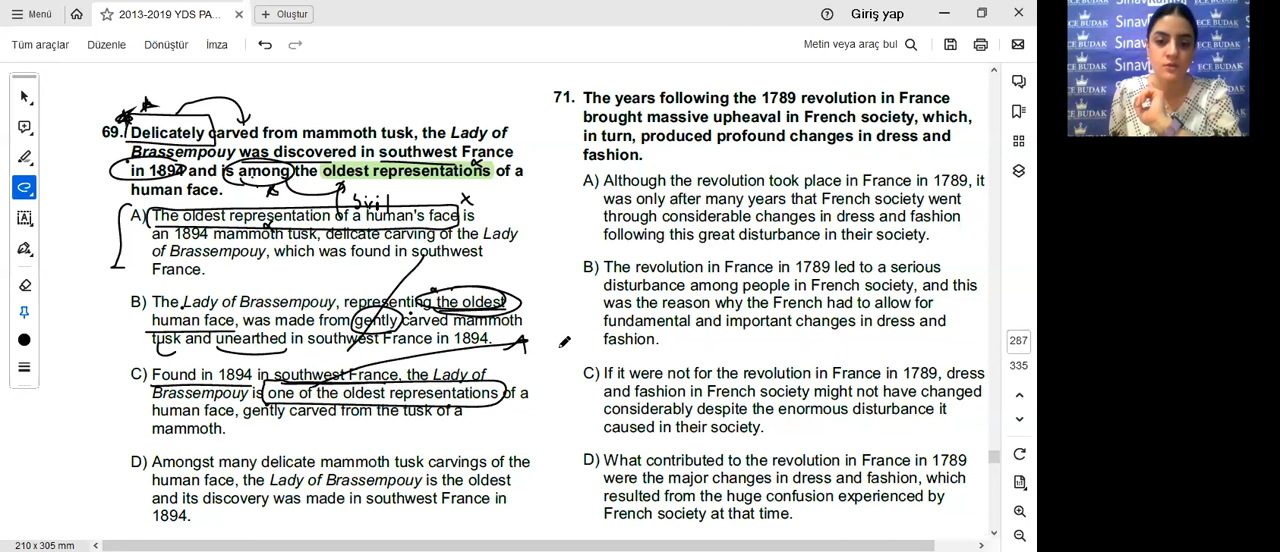 Menü
2013-2019 YDS PA...
Oluştur
Giriş yap
Tüm araçlar
Düzenle
Dönüştür
İmza
Metin veya araç bul
69. Delicately carved from mammoth tusk, the Lady of
Brassempouy was discovered in southwest France
in 1894 and is among the oldest representations of a
human face.
sivil
A) The oldest representation of a human's face is
an 1894 mammoth tusk, delicate carving of the Lady
of Brassempouy, which was found in southwest
France.
B) The Lady of Brassempouy, representing the oldest
human face, was made from gently carved mammoth
tusk and unearthed in southwest France in 1894.
C) Found in 1894 in southwest France, the Lady of
Brassempouy is one of the oldest representations of a
human face, gently carved from the tusk of a
mammoth.
D) Amongst many delicate mammoth tusk carvings of the
human face, the Lady of Brassempouy is the oldest
and its discovery was made in southwest France in
1894.
71. The years following the 1789 revolution in France
brought massive upheaval in French society, which,
in turn, produced profound changes in dress and
fashion.
A) Although the revolution took place in France in 1789, it
was only after many years that French society went
through considerable changes in dress and fashion
following this great disturbance in their society.
B) The revolution in France in 1789 led to a serious
disturbance among people in French society, and this
was the reason why the French had to allow for
fundamental and important changes in dress and
fashion.
C) If it were not for the revolution in France in 1789, dress
and fashion in French society might not have changed
considerably despite the enormous disturbance it
caused in their society.
D) What contributed to the revolution in France in 1789
were the major changes in dress and fashion, which
resulted from the huge confusion experienced by
French society at that time.
287
335
210 x 305 mm
ECE BUDAK
Sınav